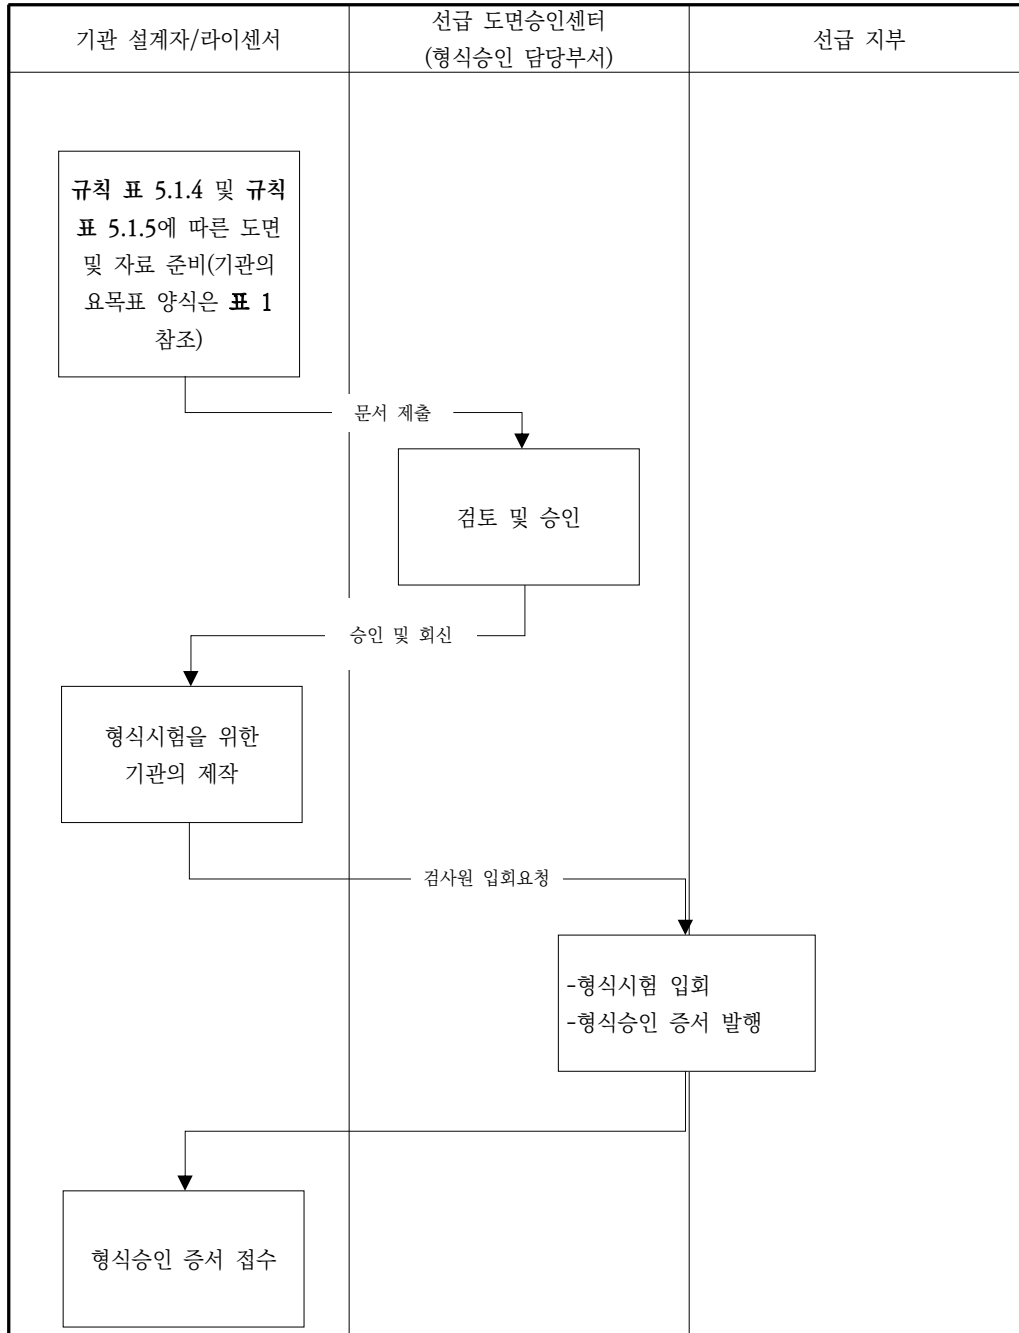 기관 설계자/라이센서
선급 도면승인센터
(형식승인 담당부서)
선급 지부
규칙 표 5.1.4 및 규칙
표 5.1.5에 따른 도면
및 자료 준비(기관의
요목표 양식은 표 1
참조)
문서 제출
검토 및 승인
승인 및 회신
형식시험을 위한
기관의 제작
검사원 입회요청
-형식시험 입회
-형식승인 증서 발행
형식승인 증서 접수